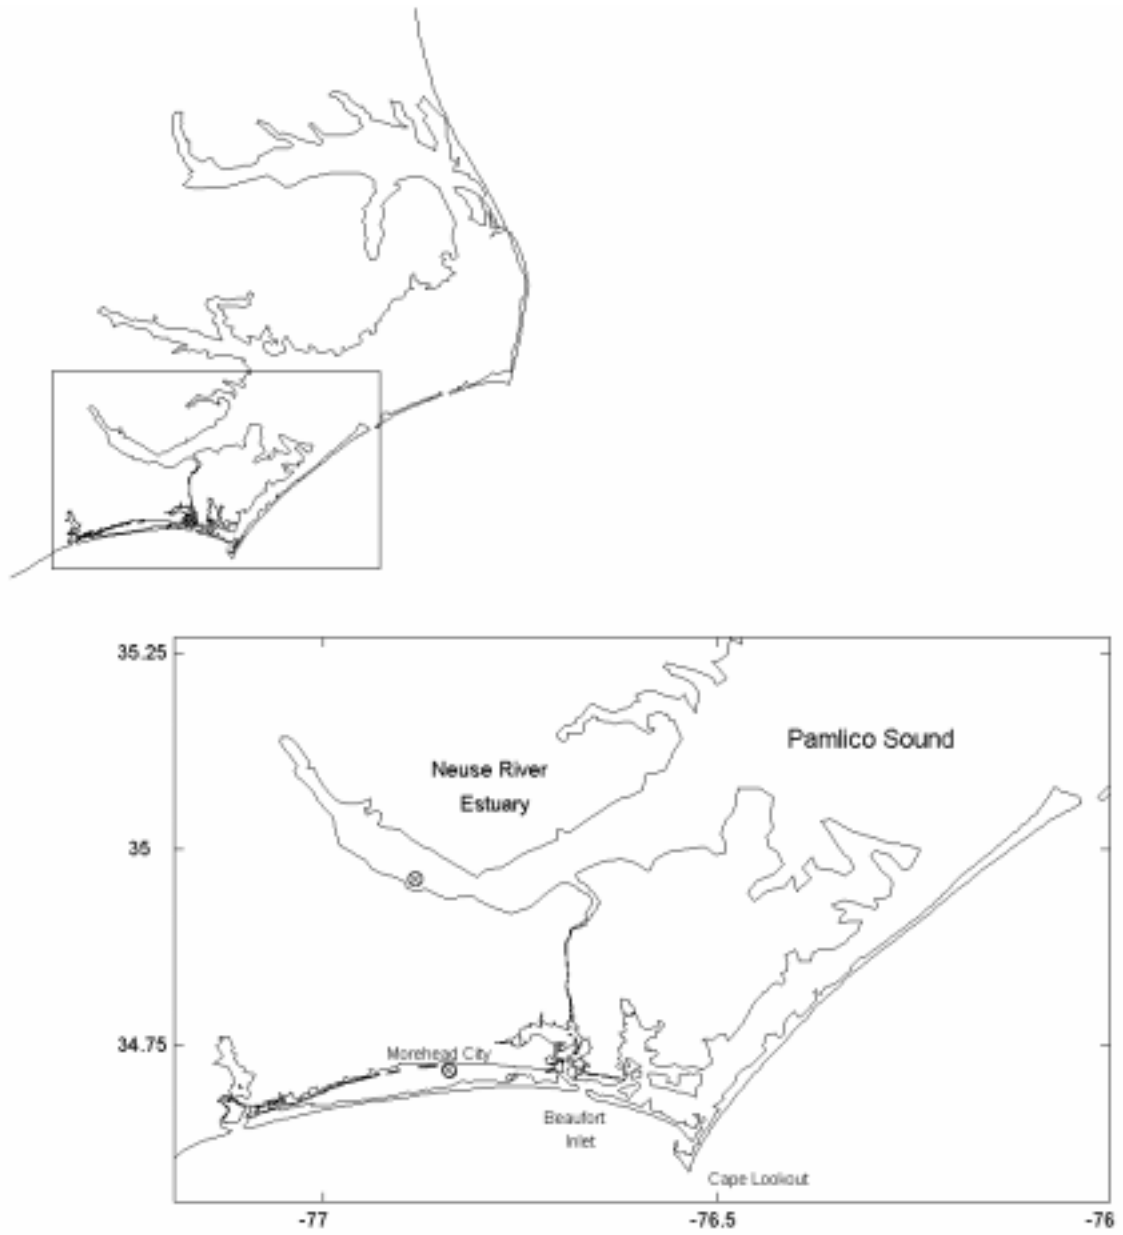 35.25
Pamlico Sound
Neuse River
Estuary
35
34.75
Morehead City
Beaufort
Inlet
Cape Lookout
-77
-76.5
-76